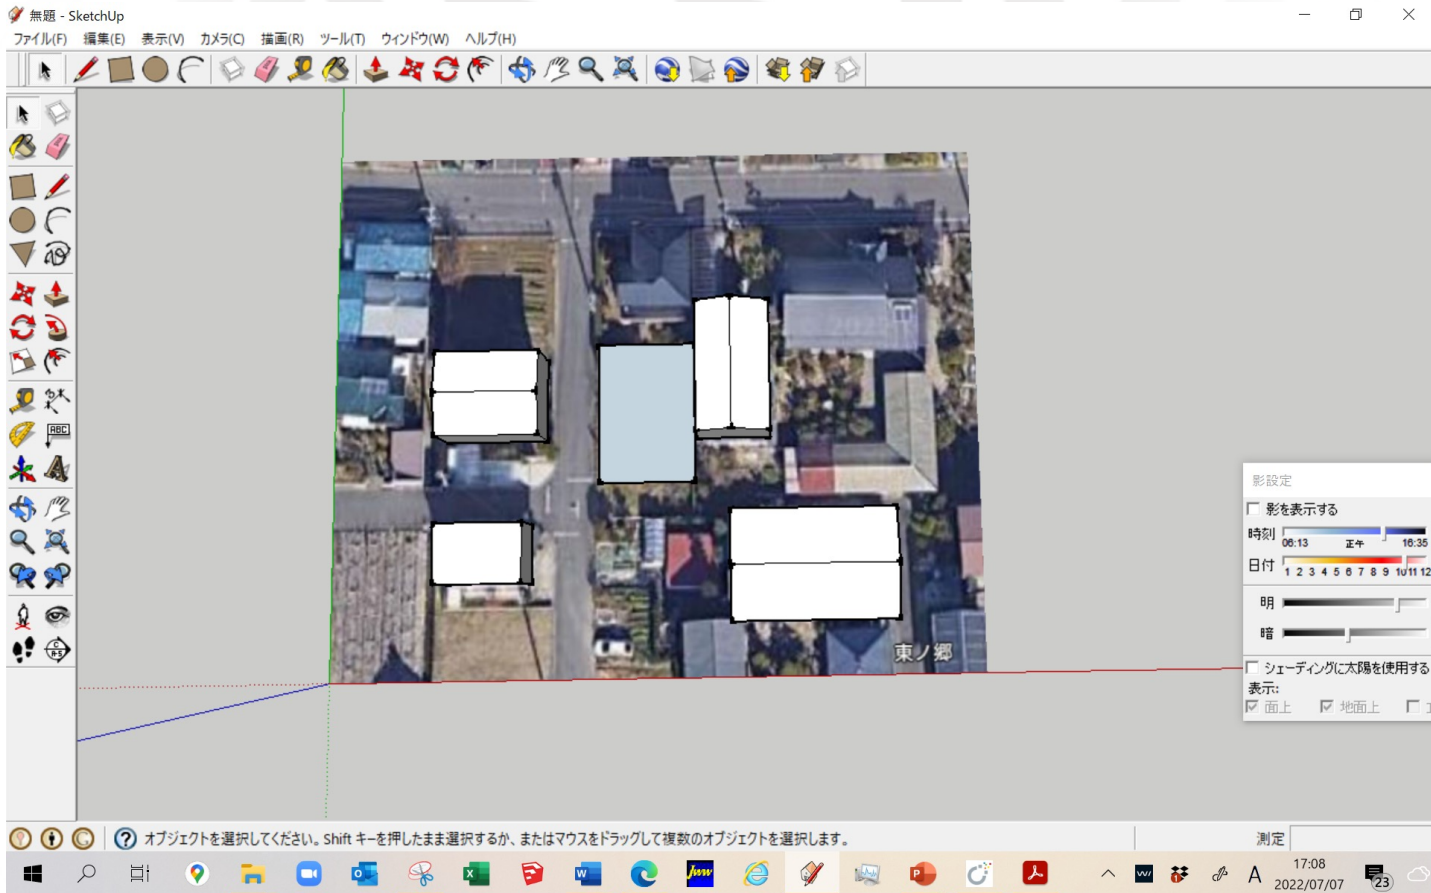 無題 - SketchUp
ファイル(F) 編集(E) 表示(V) カメラ(C) 描画(R) ツール(T) ウィンドウ(W) ヘルプ(H)
ABC
東ノ郷
影設定
影を表示する
時刻
06:13 正午 16:35
日付
1 2 3 4 5 6 7 8 9 10 11 12
明
暗
シェーディングに太陽を使用する
表示:
面上 地面上
オブジェクトを選択してください。Shift キーを押したまま選択するか、またはマウスをドラッグして複数のオブジェクトを選択します。
測定
Jww
A
17:08
2022/07/07
23